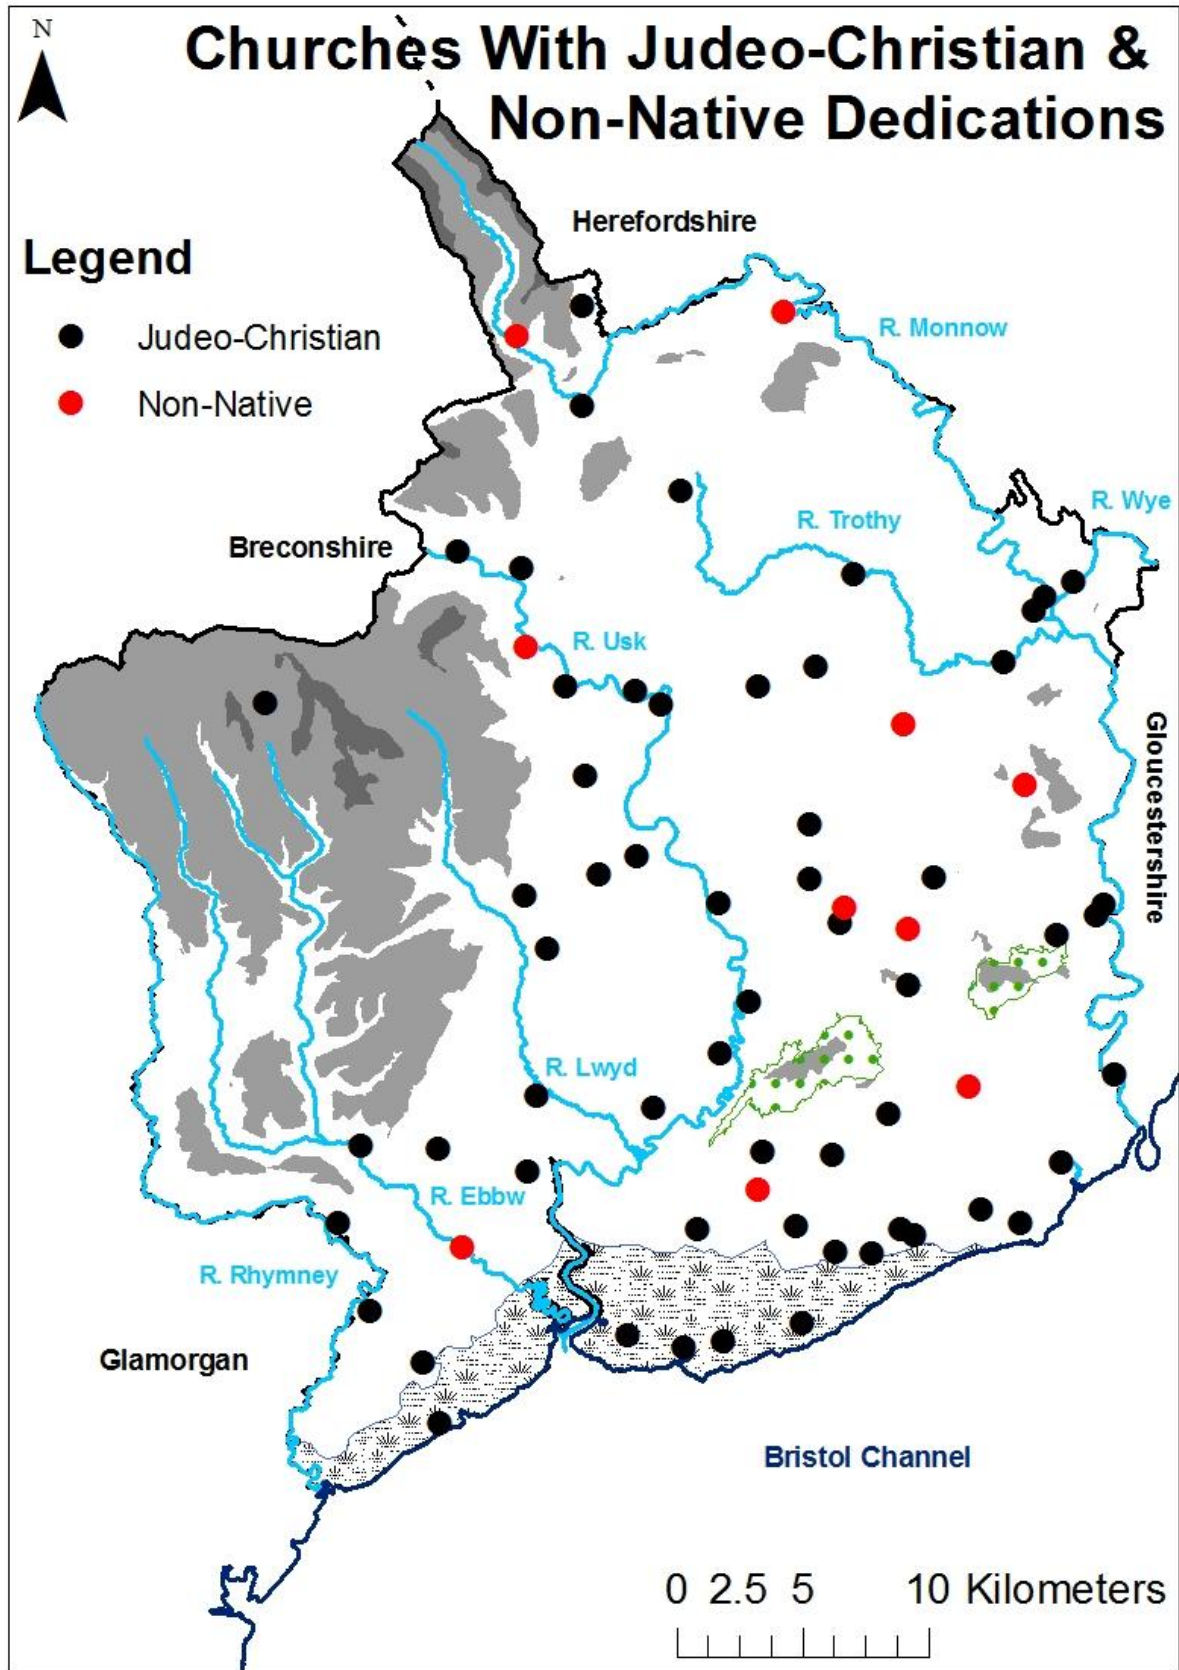 N
Churches With Judeo-Christian &
Non-Native Dedications
Herefordshire
Legend
Judeo-Christian
Non-Native
R. Monnow
R. Wye
R. Trothy
Breconshire
R. Usk
Gloucestershire
R. Lwyd
R. Ebbw
R. Rhymney
Glamorgan
Bristol Channel
0 2.5 5 10 Kilometers